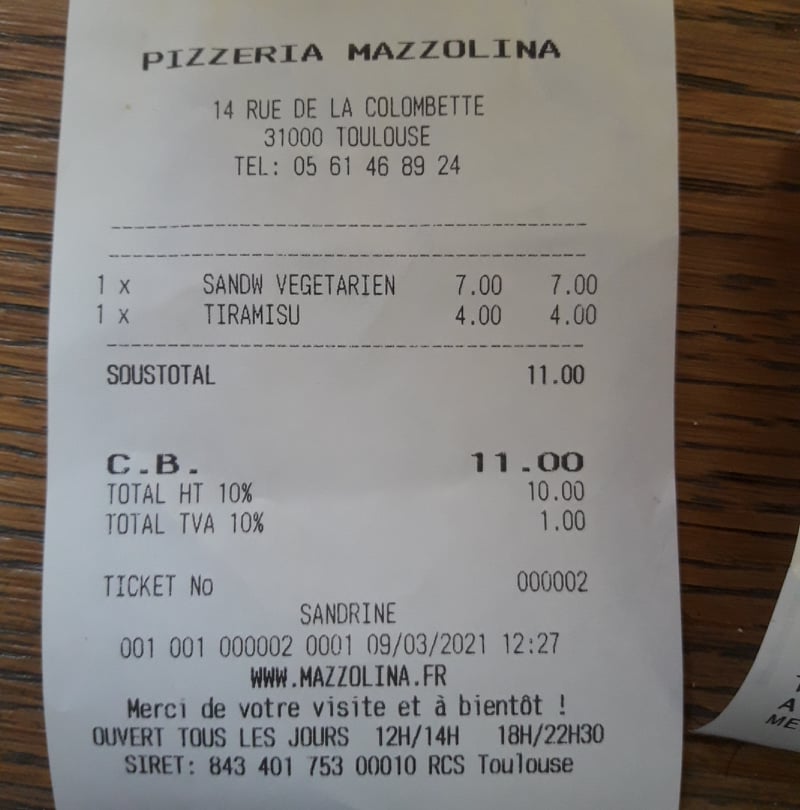 PIZZERIA MAZZOLINA
14 RUE DE LA COLOMBETTE
31000 TOULOUSE
TEL: 05 61 46 89 24
1 x SANDW VEGETARIEN 7.00 7.00
1 x TIRAMISU 4.00 4.00
SOUSTOTAL 11.00
C.B. 11.00
TOTAL HT 10% 10.00
TOTAL TVA 10% 1.00
TICKET No 000002
SANDRINE
001 001 000002 0001 09/03/2021 12:27
WWW.MAZZOLINA.FR
Merci de votre visite et à bientôt !
OUVERT TOUS LES JOURS 12H/14H 18H/22H30
SIRET: 843 401 753 00010 RCS Toulouse